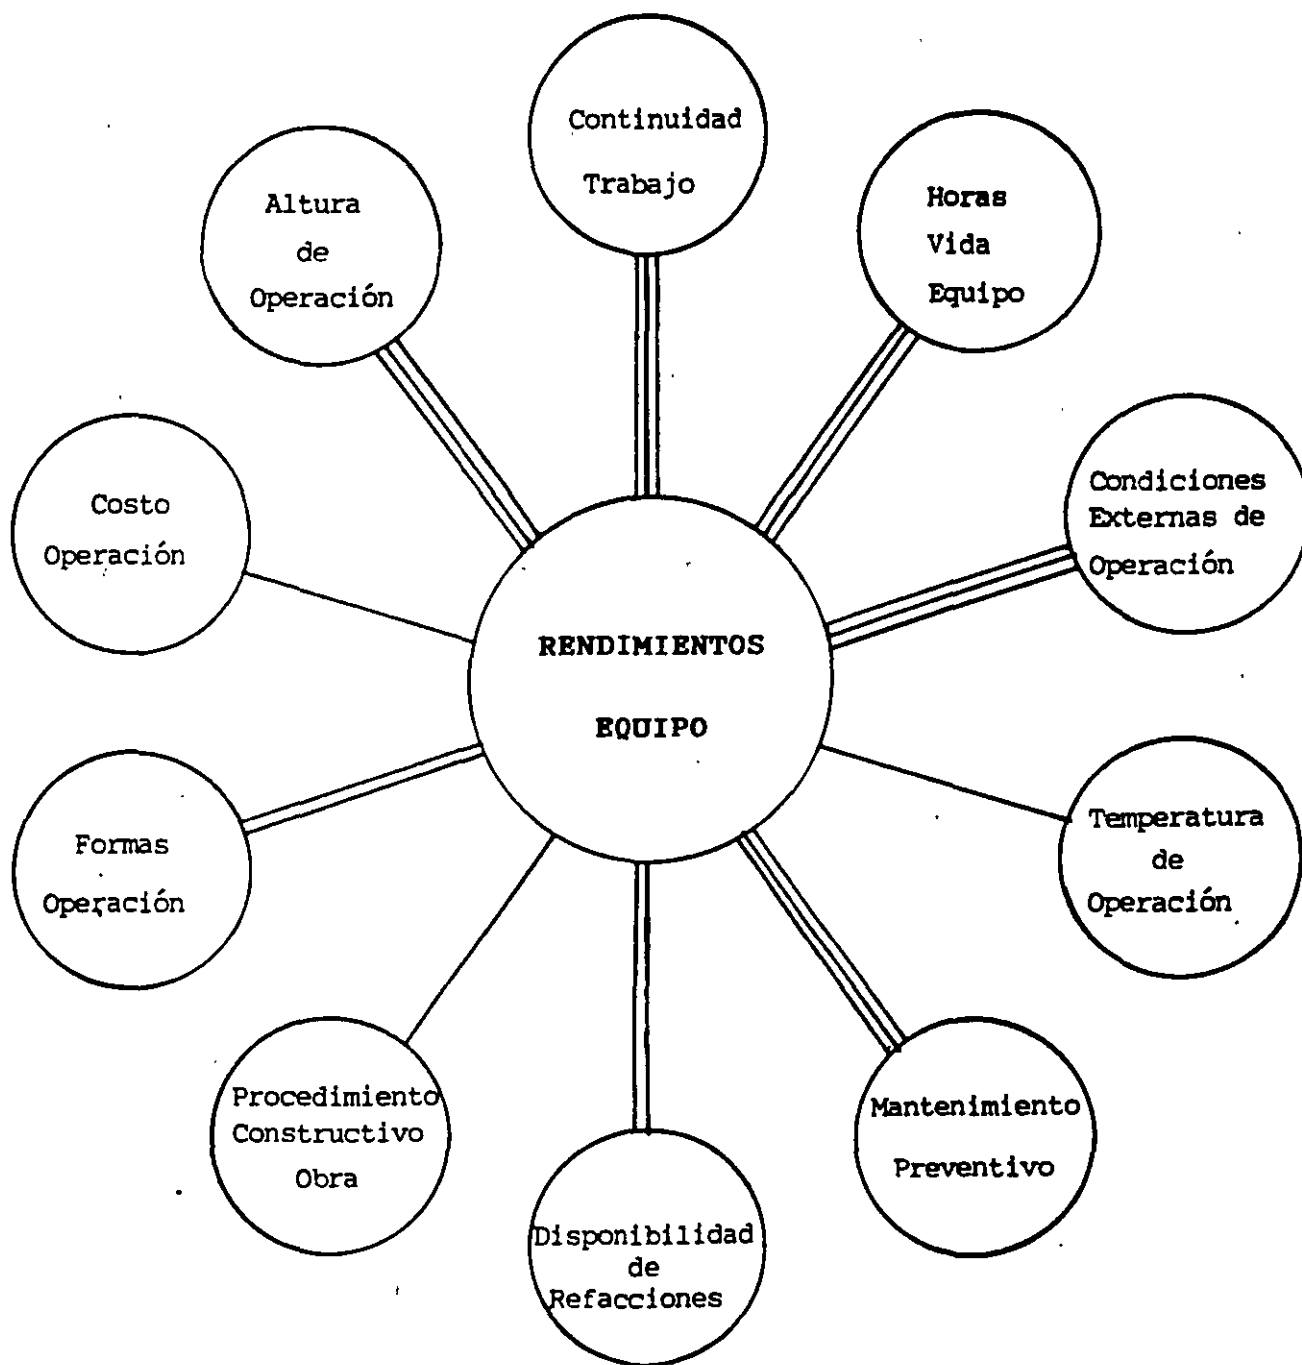 Continuidad
Trabajo
Horas
Vida
Equipo
Condiciones
Externas de
Operación
Temperatura
de
Operación
Mantenimiento
Preventivo
Disponibilidad
de
Refacciones
Procedimiento
Constructivo
Obra
Formas
Operación
Costo
Operación
Altura
de
Operación
RENDIMIENTOS
EQUIPO